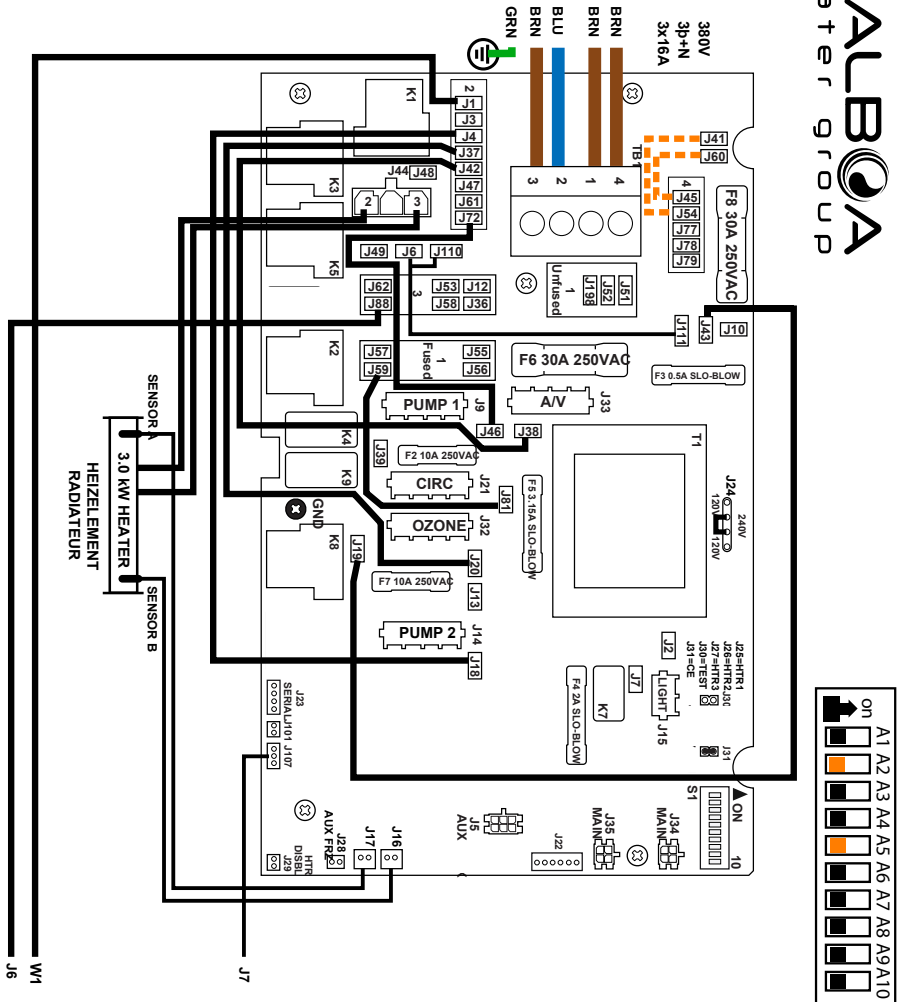 ALBOA
ater group
380V
3p+N
3x16A
BRN
BRN
BLU
BRN
GRN
TB1
3 2 1 4
J41
J60
4
J45
J54
J77
J78
J79
F8 30A 250VAC
2
J1
J3
J4
J37
J42
J47
J61
J72
K1
K3
K5
K2
K4
K9
K8
J44
J48
2 3
J49
J6
J110
3
J62
J88
J53
J58
J12
J36
1
Unfused
J198
J52
J51
J111
J43
J10
1
Fused
J57
J59
J55
J56
F6 30A 250VAC
F3 0.5A SLO-BLOW
PUMP 1
J9
A/V
J33
J46
J38
J39
F2 10A 250VAC
CIRC
J21
J81
F5 3.15A SLO-BLOW
OZONE
J32
GND
J19
J20
F7 10A 250VAC
J13
PUMP 2
J14
J18
T1
J24
240V
120V
120V
J2
J25=HTR1
J26=HTR2
J27=HTR3
J30=TEST
J31=CE
J30
J31
J7
LIGHT
J15
K7
F4 2A SLO-BLOW
J23
SERIAL
J101
J107
S1
ON
10
J34
MAIN
J35
MAIN
J22
J5
AUX
J16
J17
J28
AUX FRZ
J29
HTR
DISBL
SENSOR A
3.0 kW HEATER
SENSOR B
HEIZELEMENT
RADIATEUR
J6
W1
J7
on
A1 A2 A3 A4 A5 A6 A7 A8 A9 A10